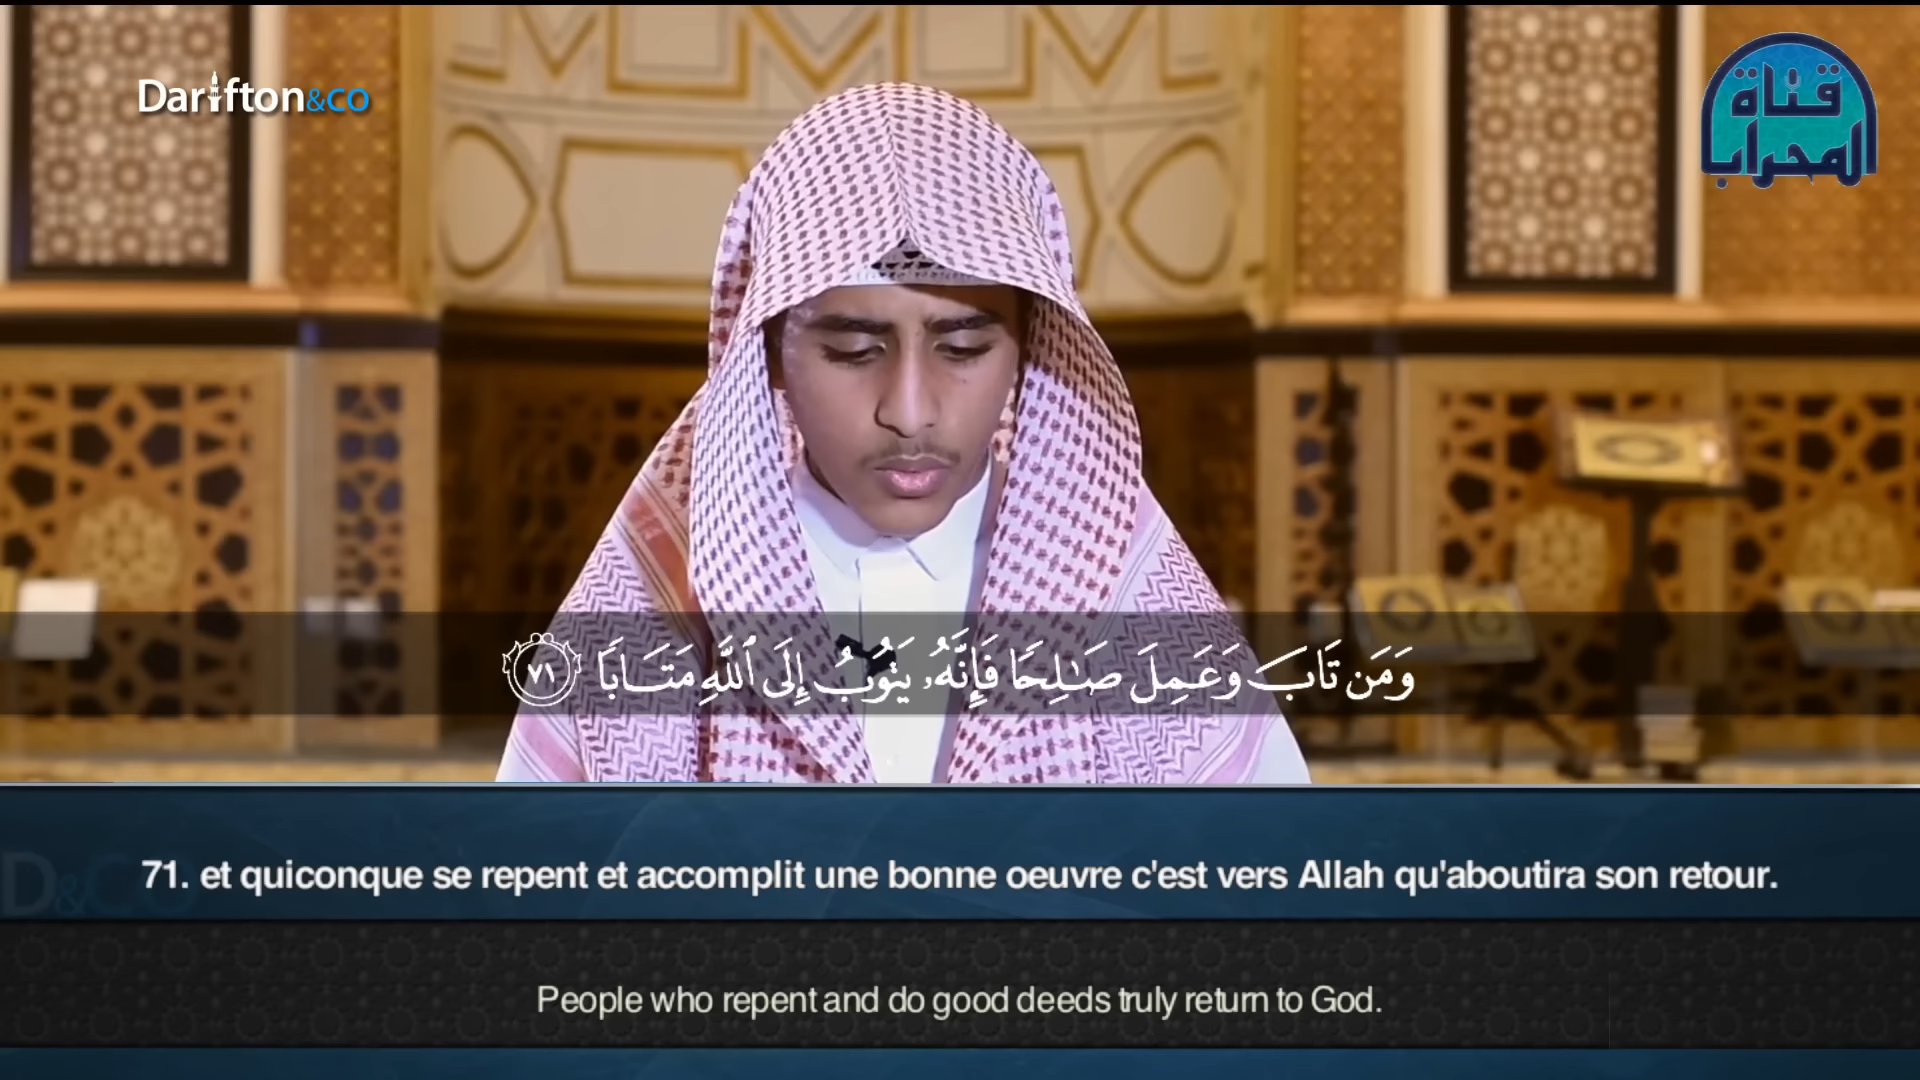 Darifton&co
قناة
المحراب
وَمَن تَابَ وَعَمِلَ صَـٰلِحًا فَإِنَّهُۥ يَتُوبُ إِلَى ٱللَّهِ مَتَابًا ٧١
71. et quiconque se repent et accomplit une bonne oeuvre c'est vers Allah qu'aboutira son retour.
People who repent and do good deeds truly return to God.